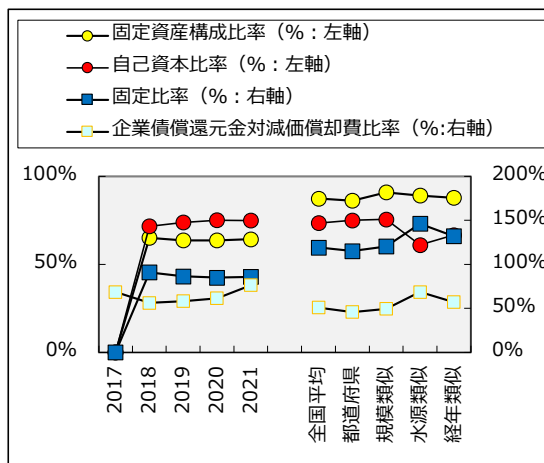 固定資産構成比率(%:左軸)
自己資本比率(%:左軸)
固定比率(%:右軸)
企業債償還元金対減価償却費比率(%:右軸)
100%
50%
0%
200%
150%
100%
50%
0%
2017
2018
2019
2020
2021
全国平均
都道府県
規模類似
水源類似
経年類似